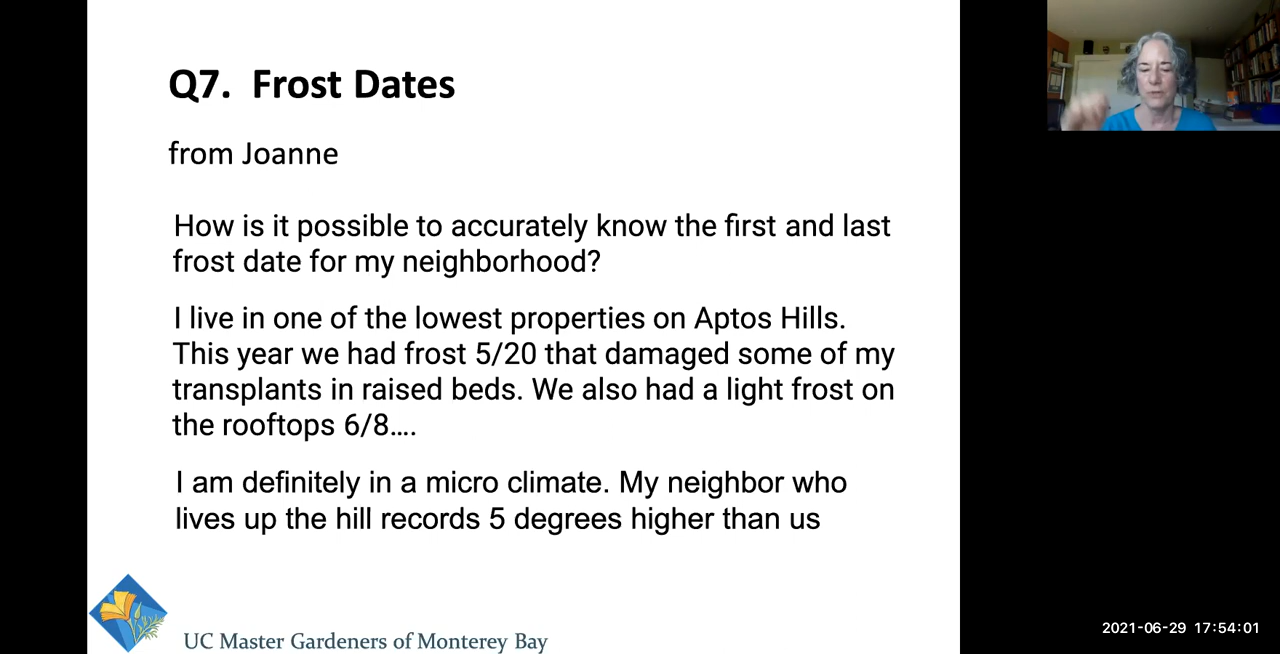 Q7. Frost Dates
from Joanne
How is it possible to accurately know the first and last
frost date for my neighborhood?
I live in one of the lowest properties on Aptos Hills.
This year we had frost 5/20 that damaged some of my
transplants in raised beds. We also had a light frost on
the rooftops 6/8....
I am definitely in a micro climate. My neighbor who
lives up the hill records 5 degrees higher than us
UC Master Gardeners of Monterey Bay
2021-06-29 17:54:01